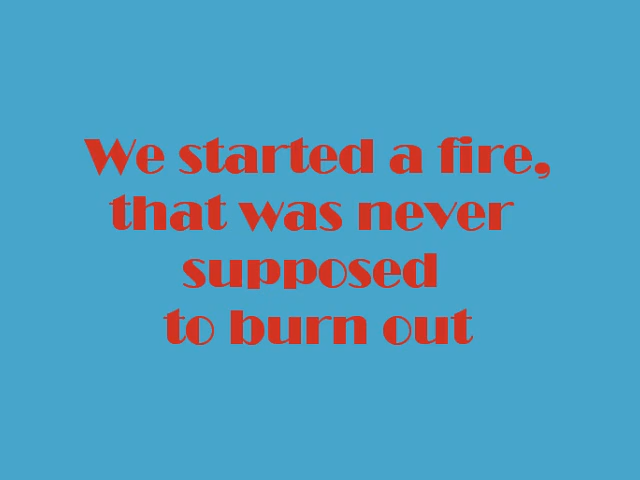 We started a fire,
that was never
supposed
to burn out